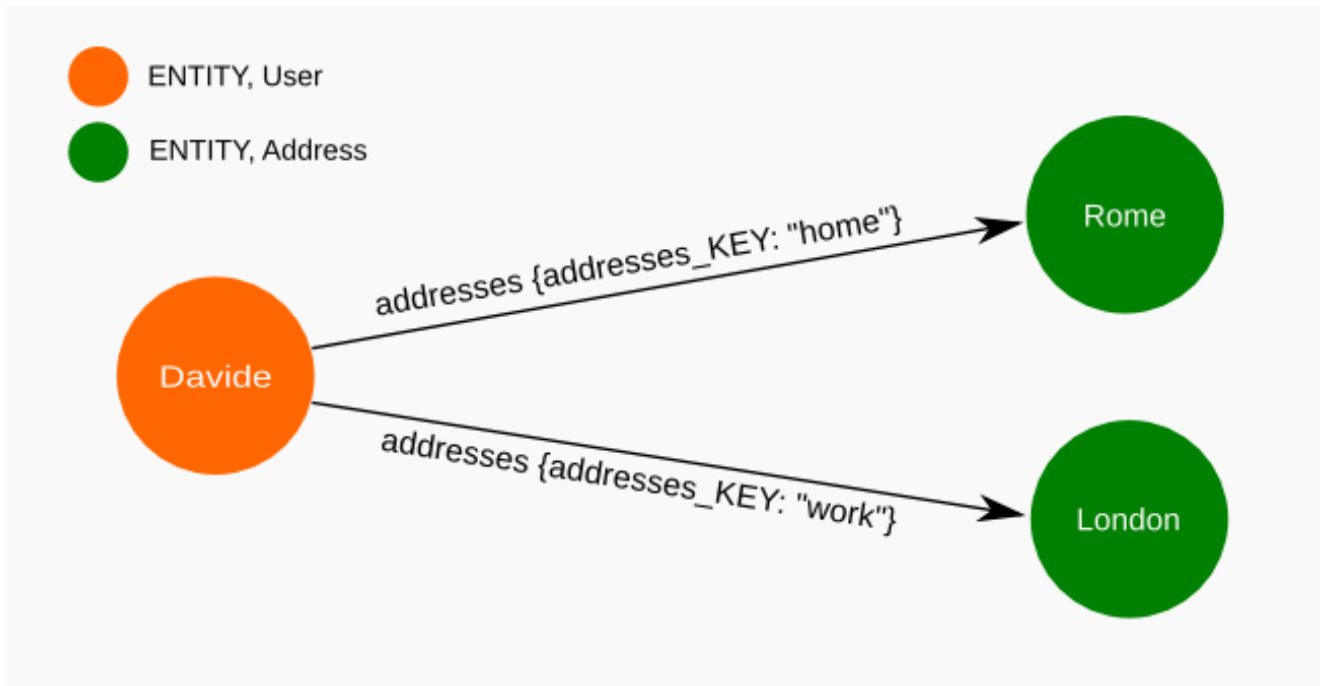 ENTITY, User
ENTITY, Address
addresses {addresses_KEY: "home"}
Rome
Davide
addresses {addresses_KEY: "work"}
London